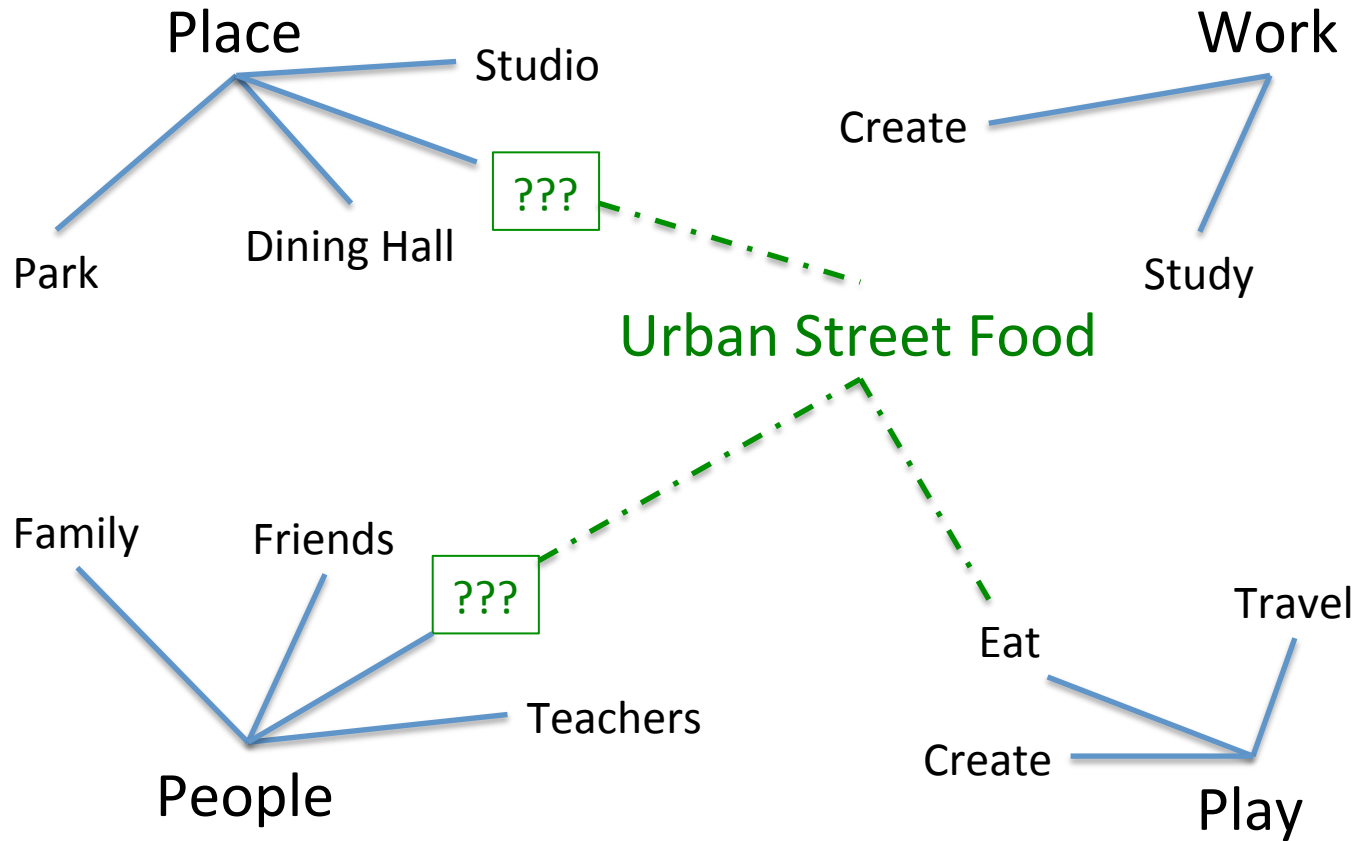 Place
Studio
???
Dining Hall
Park
Work
Create
Study
Urban Street Food
Family
Friends
???
Teachers
People
Travel
Eat
Create
Play